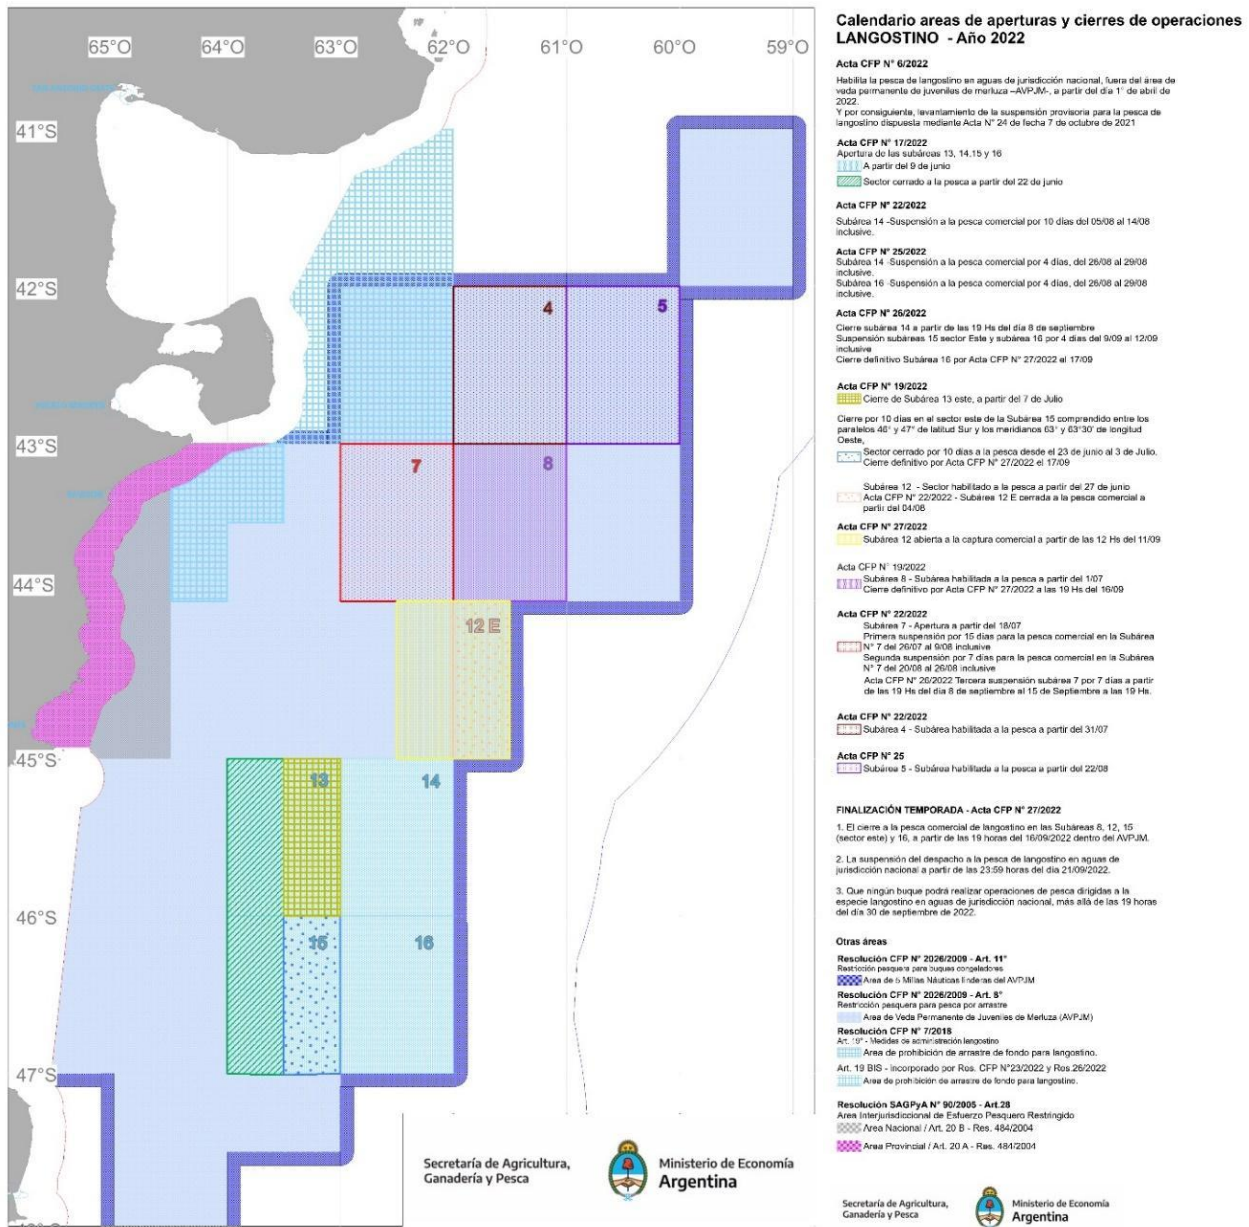 65°O 64°O 63°O 62°O 61°O 60°O 59°O
41°S
42°S
43°S
44°S
45°S
46°S
47°S
4
5
7
8
12 E
13
14
15
16
Secretaría de Agricultura,
Ganadería y Pesca
Ministerio de Economía
Argentina
Calendario areas de aperturas y cierres de operaciones
LANGOSTINO - Año 2022
Acta CFP N° 6/2022
Habilita la pesca de langostino en aguas de jurisdicción nacional, fuera del área de
veda permanente de juveniles de merluza –AVPJM-, a partir del día 1° de abril de
2022.
Y por consiguiente, levantamiento de la suspensión provisoria para la pesca de
langostino dispuesta mediante Acta N° 24 de fecha 7 de octubre de 2021
Acta CFP N° 17/2022
Apertura de las subáreas 13, 14.15 y 16
A partir del 9 de junio
Sector cerrado a la pesca a partir del 22 de junio
Acta CFP N° 22/2022
Subárea 14 -Suspensión a la pesca comercial por 10 días del 05/08 al 14/08
inclusive.
Acta CFP N° 25/2022
Subárea 14 -Suspensión a la pesca comercial por 4 días, del 26/08 al 29/08
inclusive.
Subárea 16 -Suspensión a la pesca comercial por 4 días, del 26/08 al 29/08
inclusive.
Acta CFP N° 26/2022
Cierre subárea 14 a partir de las 19 Hs del día 8 de septiembre
Suspensión subáreas 15 sector Este y subárea 16 por 4 días del 9/09 al 12/09
inclusive
Cierre definitivo Subárea 16 por Acta CFP N° 27/2022 el 17/09
Acta CFP N° 19/2022
Cierre de Subárea 13 este, a partir del 7 de Julio
Cierre por 10 días en el sector este de la Subárea 15 comprendido entre los
paralelos 46° y 47° de latitud Sur y los meridianos 63° y 63°30' de longitud
Oeste,
Sector cerrado por 10 días a la pesca desde el 23 de junio al 3 de Julio.
Cierre definitivo por Acta CFP N° 27/2022 el 17/09
Subárea 12 - Sector habilitado a la pesca a partir del 27 de junio
Acta CFP N° 22/2022 - Subárea 12 E cerrada a la pesca comercial a
partir del 04/08
Acta CFP N° 27/2022
Subárea 12 abierta a la captura comercial a partir de las 12 Hs del 11/09
Acta CFP N° 19/2022
Subárea 8 - Subárea habilitada a la pesca a partir del 1/07
Cierre definitivo por Acta CFP N° 27/2022 a las 19 Hs del 16/09
Acta CFP N° 22/2022
Subárea 7 - Apertura a partir del 18/07
Primera suspensión por 15 días para la pesca comercial en la Subárea
N° 7 del 26/07 al 9/08 inclusive
Segunda suspensión por 7 días para la pesca comercial en la Subárea
N° 7 del 20/08 al 26/08 inclusive
Acta CFP N° 26/2022 Tercera suspensión subárea 7 por 7 días a partir
de las 19 Hs del día 8 de septiembre al 15 de Septiembre a las 19 Hs.
Acta CFP N° 22/2022
Subárea 4 - Subárea habilitada a la pesca a partir del 31/07
Acta CFP N° 25
Subárea 5 - Subárea habilitada a la pesca a partir del 22/08
FINALIZACIÓN TEMPORADA - Acta CFP N° 27/2022
1. El cierre a la pesca comercial de langostino en las Subáreas 8, 12, 15
(sector este) y 16, a partir de las 19 horas del 16/09/2022 dentro del AVPJM.
2. La suspensión del despacho a la pesca de langostino en aguas de
jurisdicción nacional a partir de las 23:59 horas del día 21/09/2022.
3. Que ningún buque podrá realizar operaciones de pesca dirigidas a la
especie langostino en aguas de jurisdicción nacional, más allá de las 19 horas
del día 30 de septiembre de 2022.
Otras áreas
Resolución CFP N° 2026/2009 - Art. 11°
Restricción pesquera para buques congeladores
Area de 5 Millas Náuticas linderas del AVPJM
Resolución CFP N° 2026/2009 - Art. 8°
Restricción pesquera para pesca por arrastre
Area de Veda Permanente de Juveniles de Merluza (AVPJM)
Resolución CFP N° 7/2018
Art. 19° - Medidas de administración langostino
Area de prohibición de arrastre de fondo para langostino.
Art. 19 BIS - incorporado por Ros. CFP N°23/2022 y Ros.26/2022
Area de prohibición de arrastre de fondo para langostino.
Resolución SAGPyA N° 90/2005 - Art.28
Area Interjurisdiccional de Esfuerzo Pesquero Restringido
Area Nacional / Art. 20 B - Res. 484/2004
Area Provincial / Art. 20 A - Res. 484/2004
Secretaría de Agricultura,
Ganadería y Pesca
Ministerio de Economía
Argentina